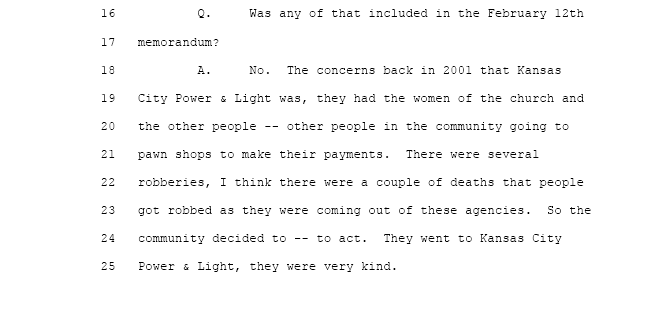 16 Q. Was any of that included in the February 12th
17 memorandum?
18 A. No. The concerns back in 2001 that Kansas
19 City Power & Light was, they had the women of the church and
20 the other people -- other people in the community going to
21 pawn shops to make their payments. There were several
22 robberies, I think there were a couple of deaths that people
23 got robbed as they were coming out of these agencies. So the
24 community decided to -- to act. They went to Kansas City
25 Power & Light, they were very kind.